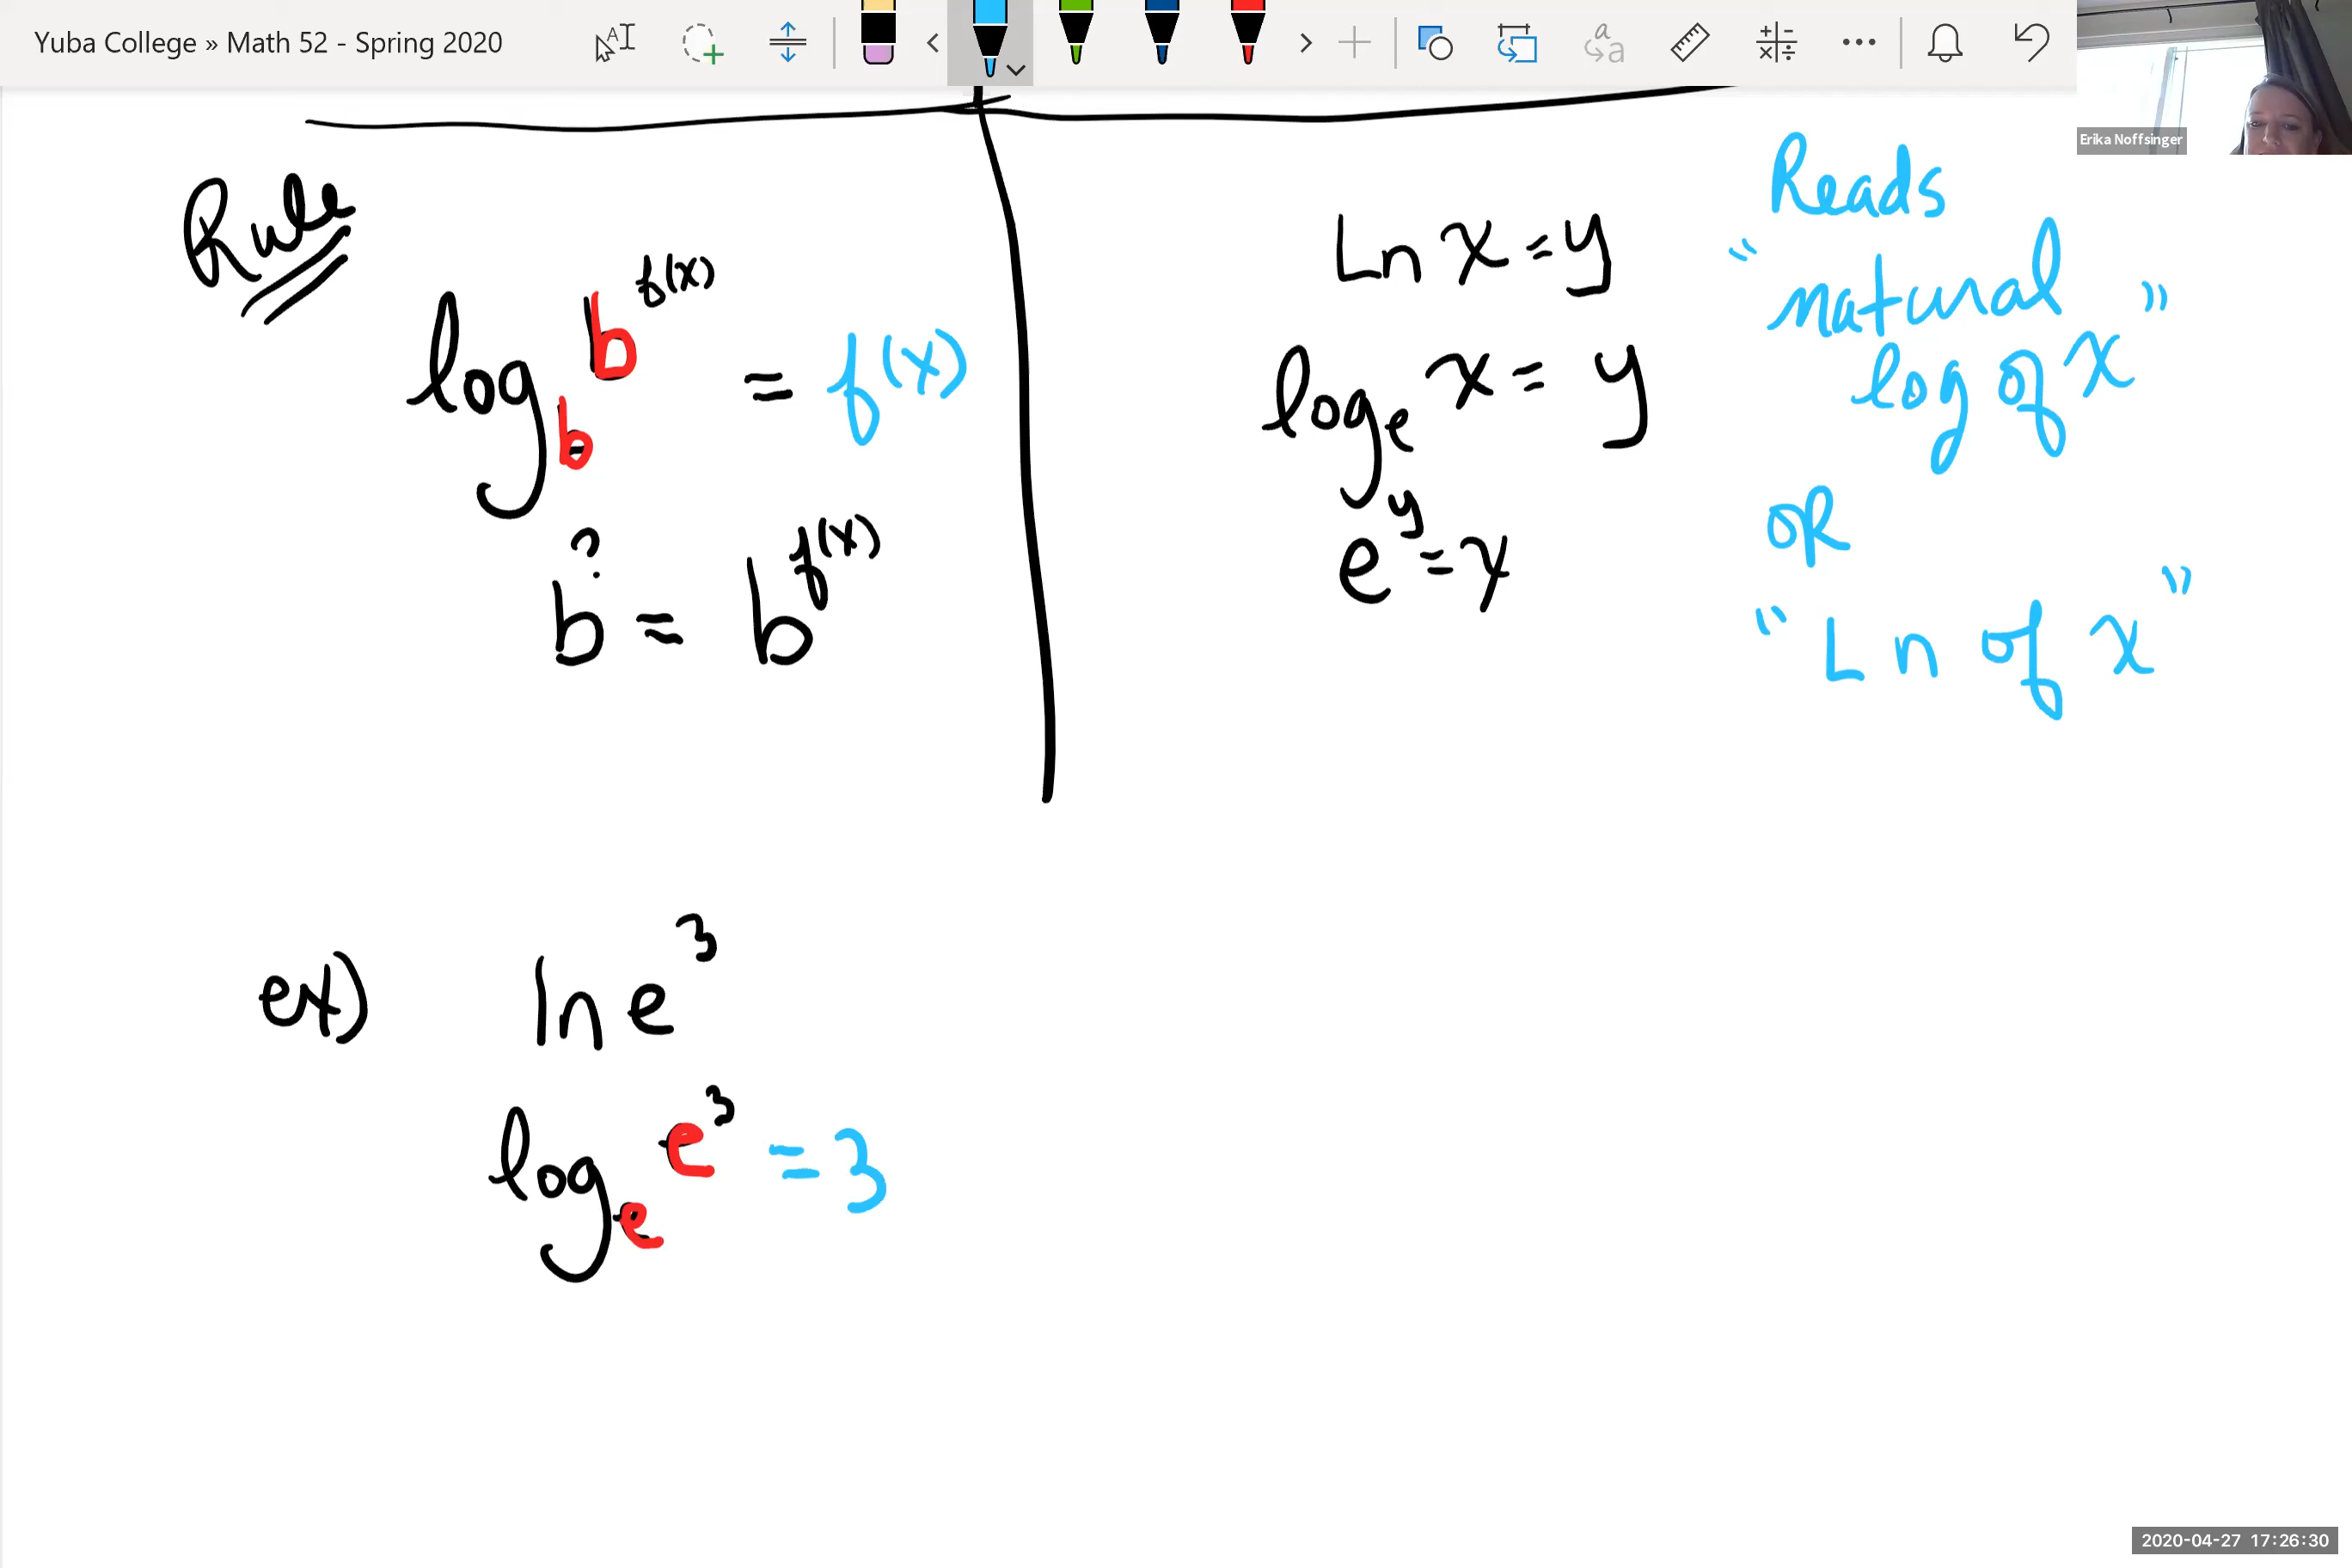 Yuba College » Math 52 - Spring 2020
Erika Noffsinger
Rule
log_b b^f(x) = f(x)
b^? = b^f(x)
Ln x = y
log_e x = y
e^y = x
Reads
"natural
log of x"
OR
"Ln of x"
ex) ln e^3
log_e e^3 = 3
2020-04-27 17:26:30